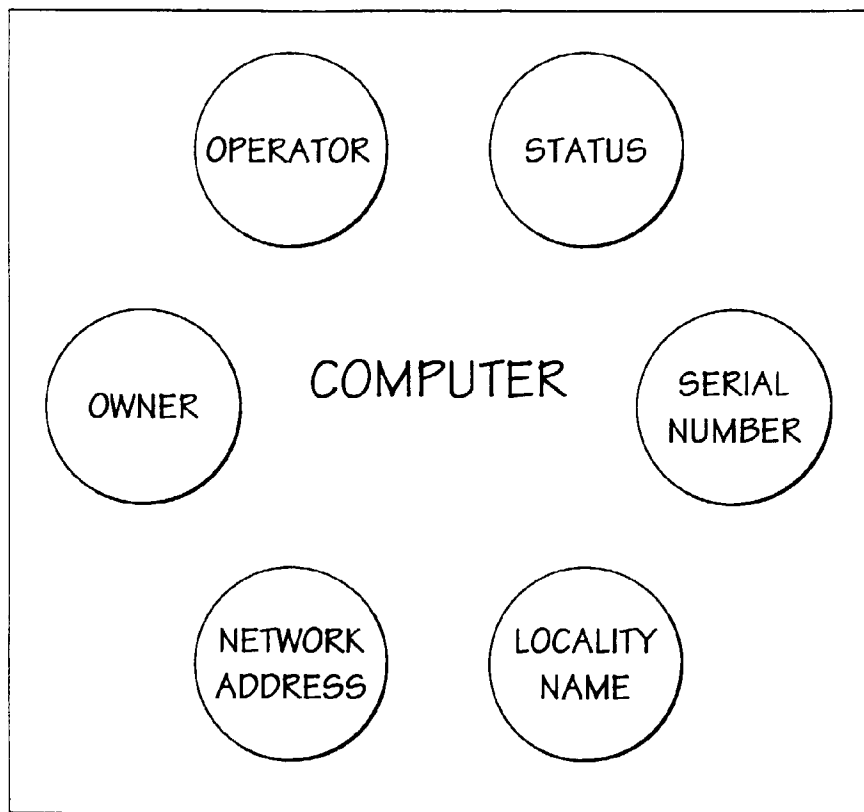 OPERATOR
STATUS
OWNER
COMPUTER
SERIAL
NUMBER
NETWORK
ADDRESS
LOCALITY
NAME